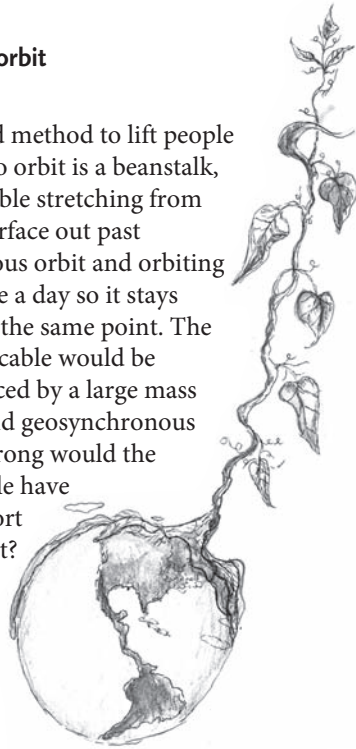 orbit
d method to lift people
o orbit is a beanstalk,
ble stretching from
rface out past
ous orbit and orbiting
e a day so it stays
the same point. The
cable would be
ced by a large mass
d geosynchronous
rong would the
le have
ort
t?